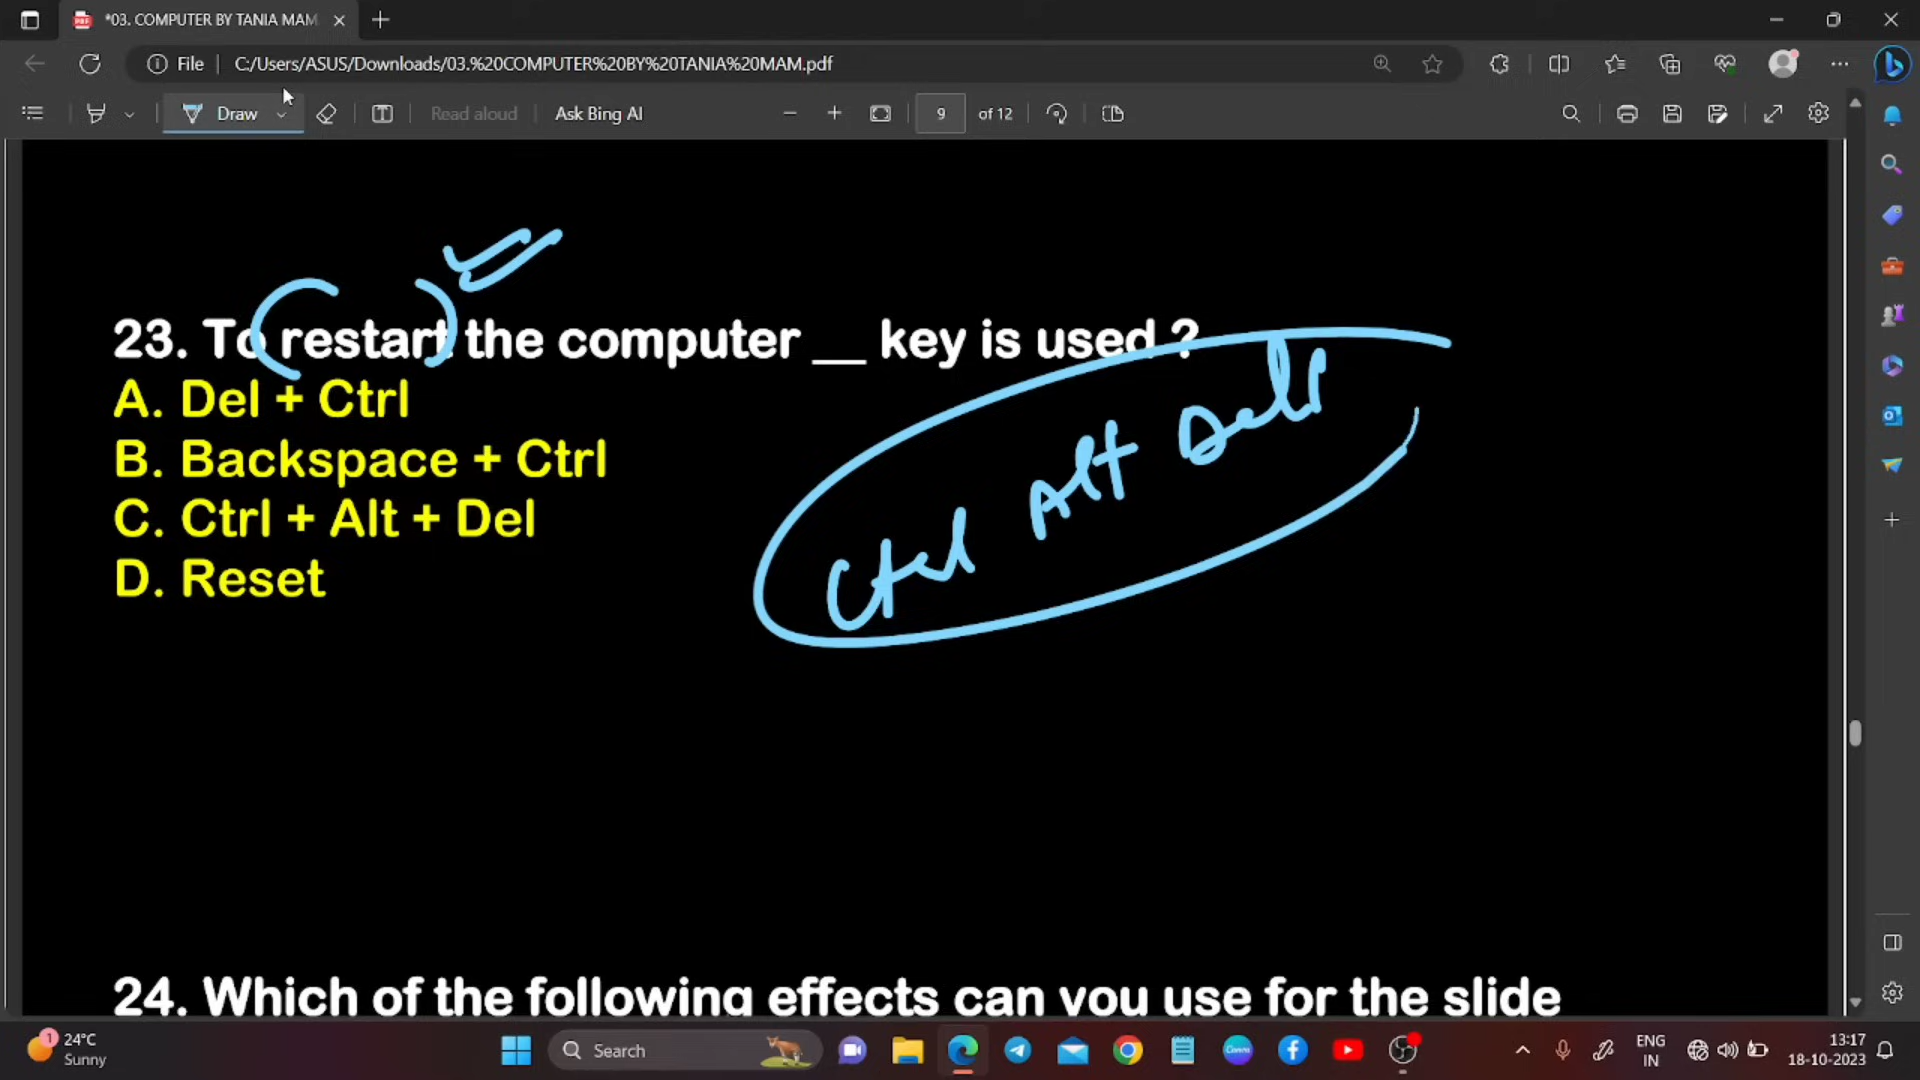 *03. COMPUTER BY TANIA MAM
File
C:/Users/ASUS/Downloads/03.%20COMPUTER%20BY%20TANIA%20MAM.pdf
Draw
Read aloud
Ask Bing AI
9
of 12
23. To restart the computer __ key is used ?
A. Del + Ctrl
B. Backspace + Ctrl
C. Ctrl + Alt + Del
D. Reset
Ctrl Alt Delt
24. Which of the following effects can you use for the slide
1
24°C
Sunny
Search
Canva
ENG
IN
13:17
18-10-2023